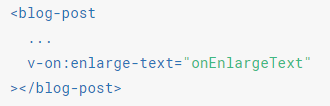 <blog-post
  ...
  v-on:enlarge-text="onEnlargeText"
></blog-post>